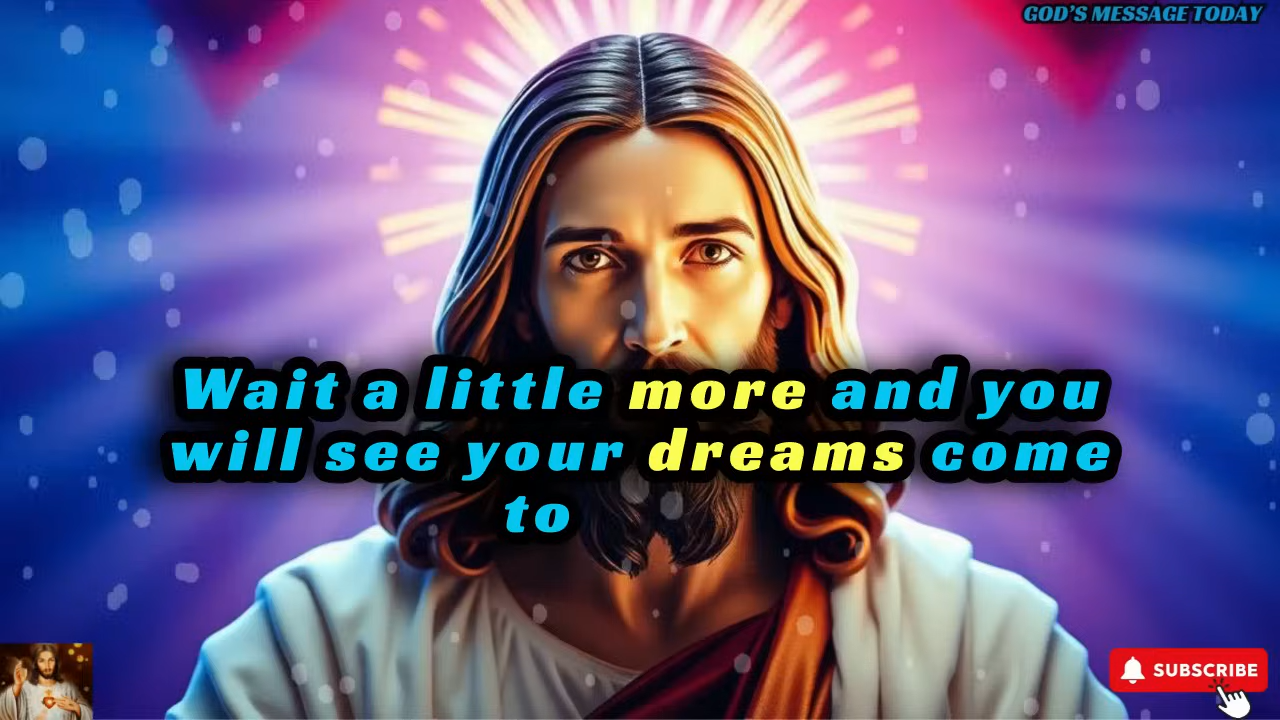 GOD'S MESSAGE TODAY
Wait a little more and you
will see your dreams come
to
SUBSCRIBE